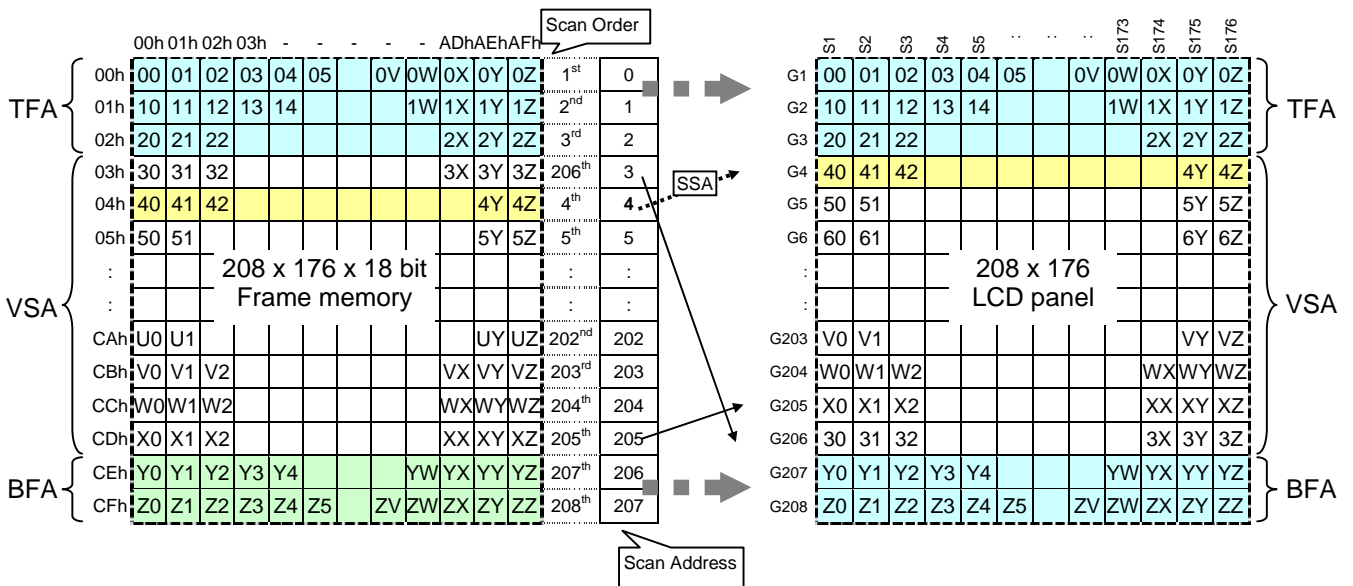 Scan Order
00h 01h 02h 03h - - - - - ADh AEh AFh
S1 S2 S3 S4 S5 : : : : S173 S174 S175 S176
00h 00 01 02 03 04 05 0V 0W 0X 0Y 0Z 1st 0 G1 00 01 02 03 04 05 0V 0W 0X 0Y 0Z
TFA 01h 10 11 12 13 14 1W 1X 1Y 1Z 2nd 1 G2 10 11 12 13 14 1W 1X 1Y 1Z TFA
02h 20 21 22 2X 2Y 2Z 3rd 2 G3 20 21 22 2X 2Y 2Z
03h 30 31 32 3X 3Y 3Z 206th 3 SSA G4 40 41 42 4Y 4Z
04h 40 41 42 4Y 4Z 4th 4 G5 50 51 5Y 5Z
05h 50 51 5Y 5Z 5th 5 G6 60 61 6Y 6Z
: 208 x 176 x 18 bit : : : 208 x 176
VSA : Frame memory : : : LCD panel VSA
CAh U0 U1 UY UZ 202nd 202 G203 V0 V1 VY VZ
CBh V0 V1 V2 VX VY VZ 203rd 203 G204 W0 W1 W2 WX WY WZ
CCh W0 W1 W2 WX WY WZ 204th 204 G205 X0 X1 X2 XX XY XZ
CDh X0 X1 X2 XX XY XZ 205th 205 G206 30 31 32 3X 3Y 3Z
BFA CEh Y0 Y1 Y2 Y3 Y4 YW YX YY YZ 207th 206 G207 Y0 Y1 Y2 Y3 Y4 YW YX YY YZ BFA
CFh Z0 Z1 Z2 Z3 Z4 Z5 ZV ZW ZX ZY ZZ 208th 207 G208 Z0 Z1 Z2 Z3 Z4 Z5 ZV ZW ZX ZY ZZ
Scan Address